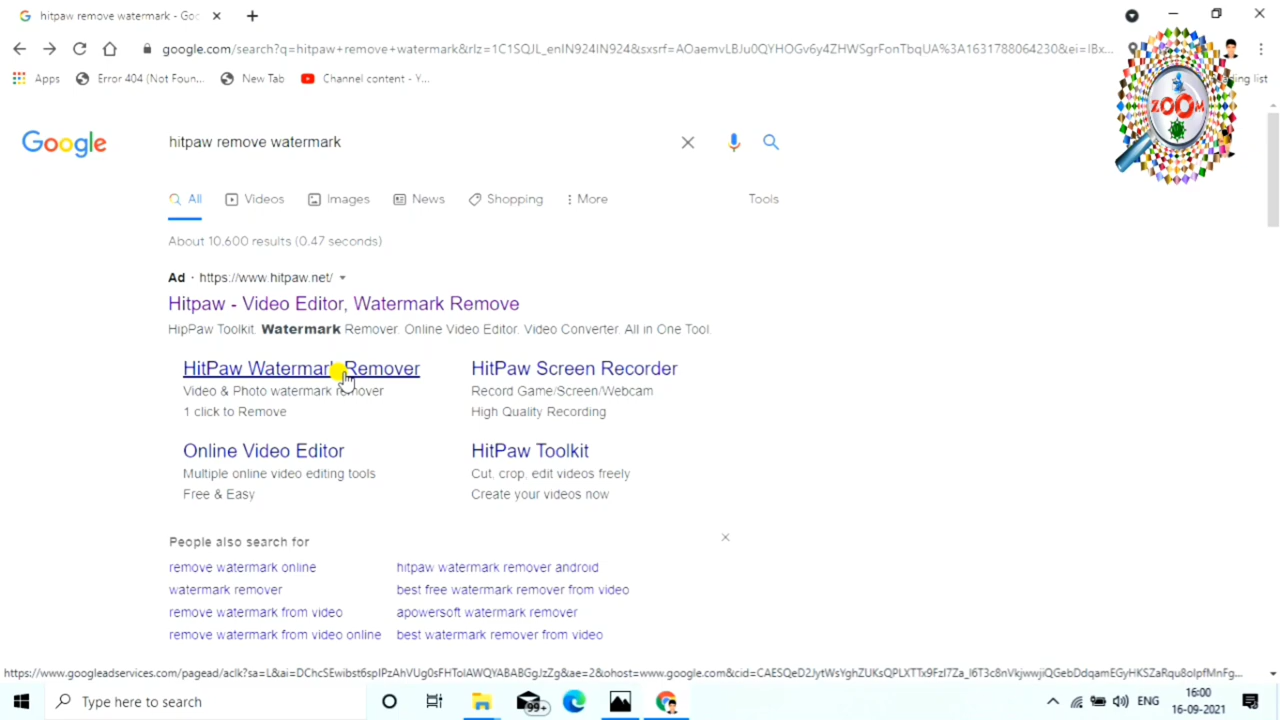 hitpaw remove watermark - Goo
google.com/search?q=hitpaw+remove+watermark&rlz=1C1SQJL_enIN924IN924&sxsrf=AOaemvLBJu0QYHOGv6y4ZHWSgrFonTbqUA%3A1631788064230&ei=IBx...
Apps Error 404 (Not Foun... New Tab Channel content - Y... ding list
ZOOM
Google hitpaw remove watermark
All Videos Images News Shopping More Tools
About 10,600 results (0.47 seconds)
Ad · https://www.hitpaw.net/
Hitpaw - Video Editor, Watermark Remove
HipPaw Toolkit. Watermark Remover. Online Video Editor. Video Converter. All in One Tool.
HitPaw Watermark Remover
Video & Photo watermark remover
1 click to Remove
HitPaw Screen Recorder
Record Game/Screen/Webcam
High Quality Recording
Online Video Editor
Multiple online video editing tools
Free & Easy
HitPaw Toolkit
Cut, crop, edit videos freely
Create your videos now
People also search for
remove watermark online
watermark remover
remove watermark from video
remove watermark from video online
hitpaw watermark remover android
best free watermark remover from video
apowersoft watermark remover
best watermark remover from video
Type here to search
99+
ENG
16:00
16-09-2021